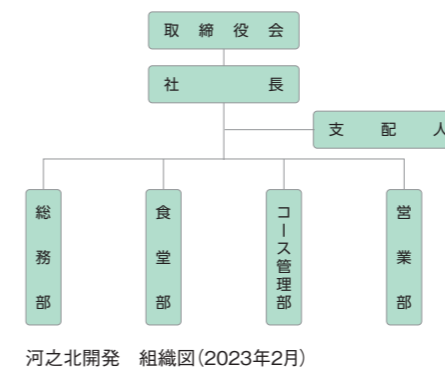 取締役会
社長
支配人
総務部
食堂部
コース管理部
営業部
河之北開発　組織図（2023年2月）